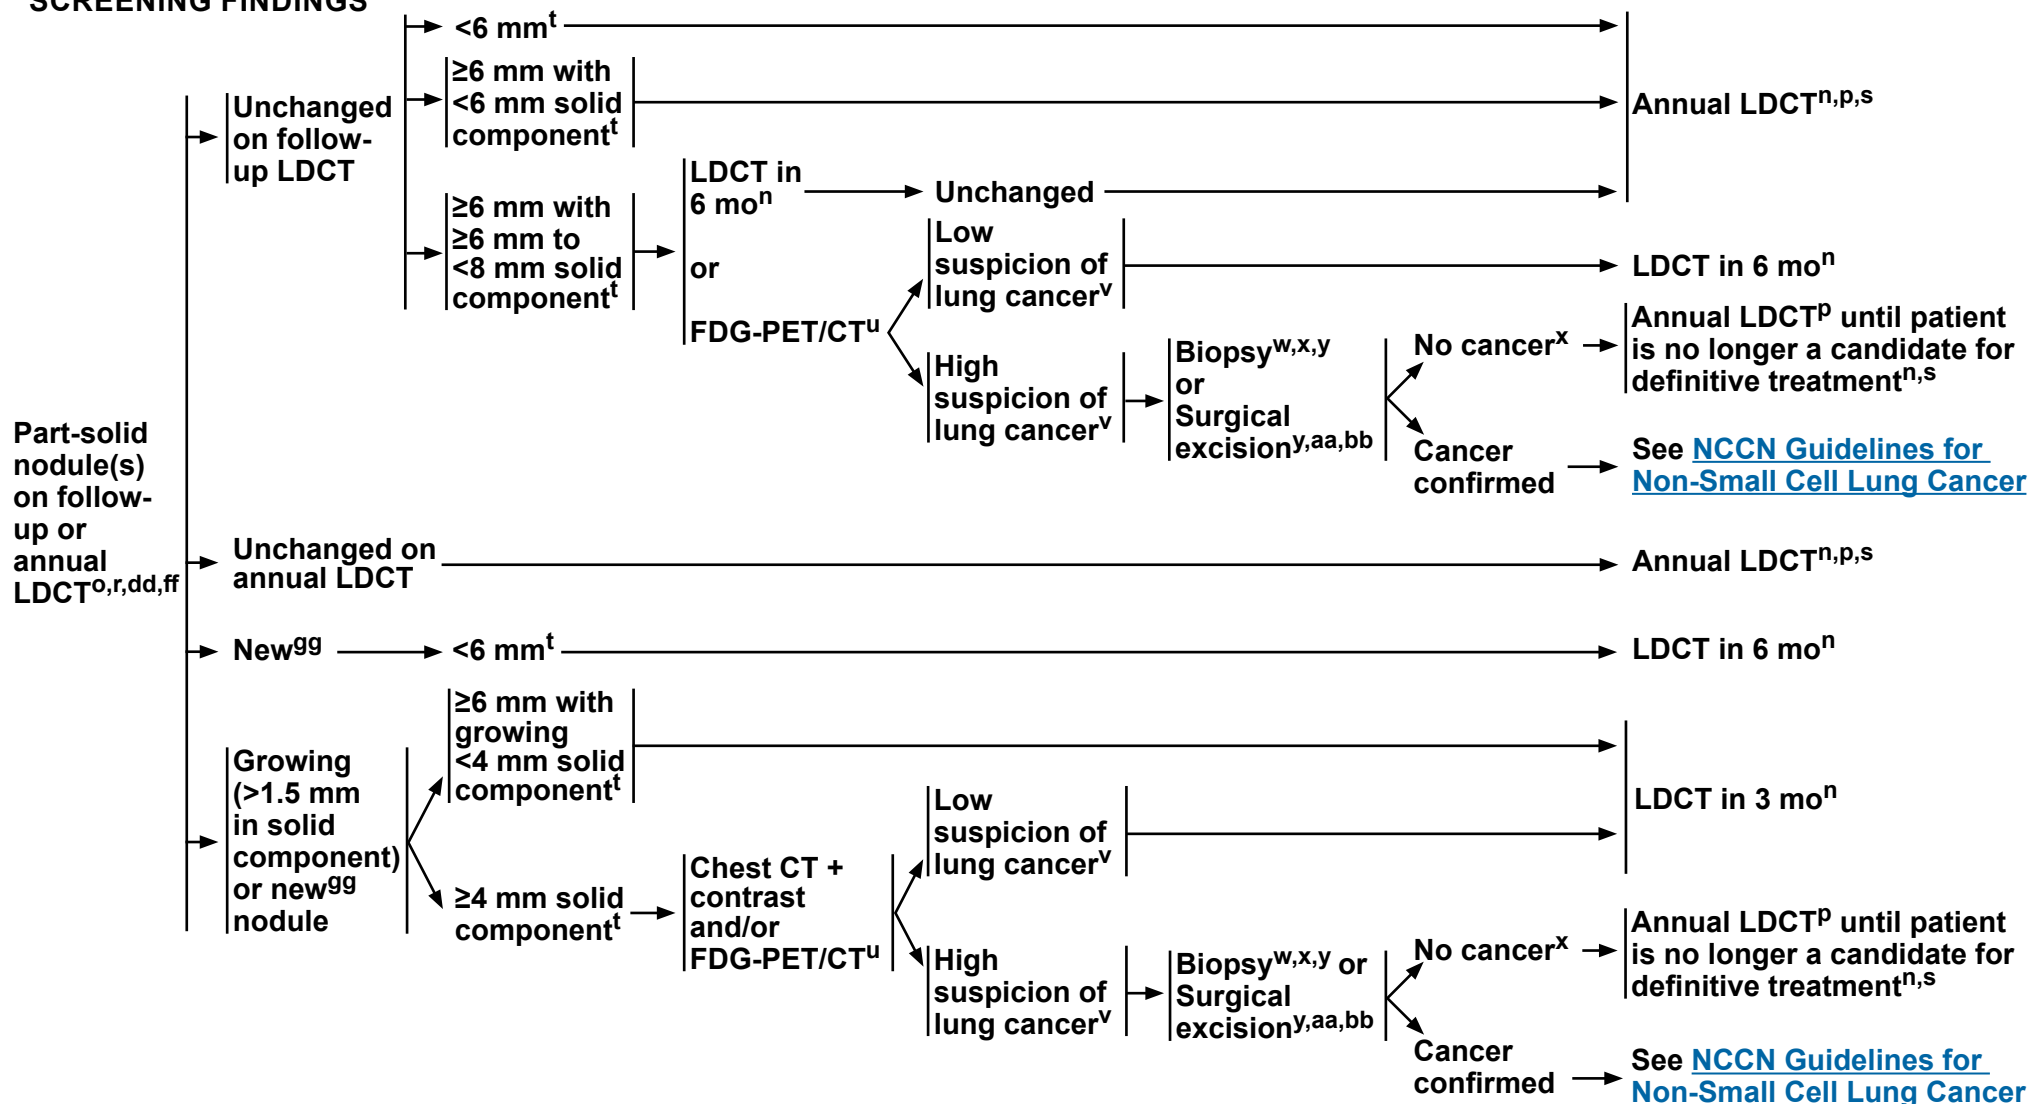 SCREENING FINDINGS
Part-solid
nodule(s)
on follow-
up or
annual
LDCTo,r,dd,ff
Unchanged
on follow-
up LDCT
<6 mmt
≥6 mm with
<6 mm solid
componentt
Annual LDCTn,p,s
≥6 mm with
≥6 mm to
<8 mm solid
componentt
LDCT in
6 mon
or
FDG-PET/CTu
Unchanged
Low
suspicion of
lung cancerv
LDCT in 6 mon
High
suspicion of
lung cancerv
Biopsyw,x,y
or
Surgical
excisiony,aa,bb
No cancerx
Annual LDCTp until patient
is no longer a candidate for
definitive treatmentn,s
Cancer
confirmed
See NCCN Guidelines for
Non-Small Cell Lung Cancer
Unchanged on
annual LDCT
Annual LDCTn,p,s
Newgg
<6 mmt
LDCT in 6 mon
Growing
(>1.5 mm
in solid
component)
or newgg
nodule
≥6 mm with
growing
<4 mm solid
componentt
LDCT in 3 mon
≥4 mm solid
componentt
Chest CT +
contrast
and/or
FDG-PET/CTu
Low
suspicion of
lung cancerv
High
suspicion of
lung cancerv
Biopsyw,x,y or
Surgical
excisiony,aa,bb
No cancerx
Annual LDCTp until patient
is no longer a candidate for
definitive treatmentn,s
Cancer
confirmed
See NCCN Guidelines for
Non-Small Cell Lung Cancer